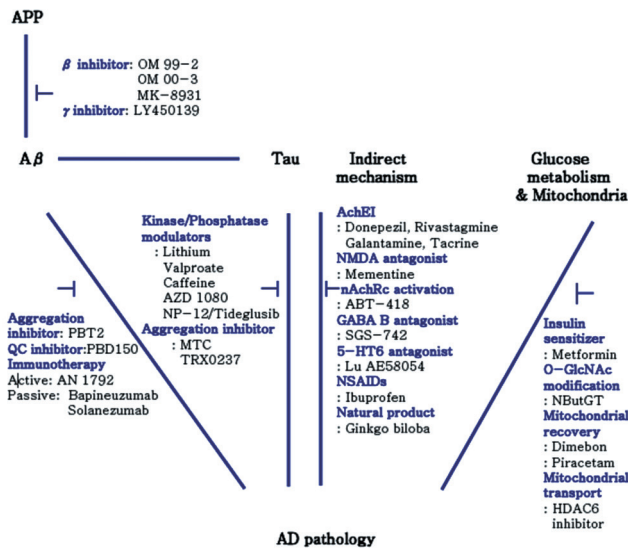 APP
β inhibitor: OM 99-2
OM 00-3
MK-8931
γ inhibitor: LY450139
Aβ
Tau
Indirect
mechanism
Glucose
metabolism
& Mitochondria
Aggregation
inhibitor: PBT2
QC inhibitor:PBD150
Immunotherapy
Active: AN 1792
Passive: Bapineuzumab
Solanezumab
Kinase/Phosphatase
modulators
: Lithium
Valproate
Caffeine
AZD 1080
NP-12/Tideglusib
Aggregation inhibitor
: MTC
TRX0237
AchEI
: Donepezil, Rivastagmine
Galantamine, Tacrine
NMDA antagonist
: Mementine
nAchRc activation
: ABT-418
GABA B antagonist
: SGS-742
5-HT6 antagonist
: Lu AE58054
NSAIDs
: Ibuprofen
Natural product
: Ginkgo biloba
Insulin
sensitizer
: Metformin
O-GlcNAc
modification
: NButGT
Mitochondrial
recovery
: Dimebon
: Piracetam
Mitochondrial
transport
: HDAC6
inhibitor
AD pathology